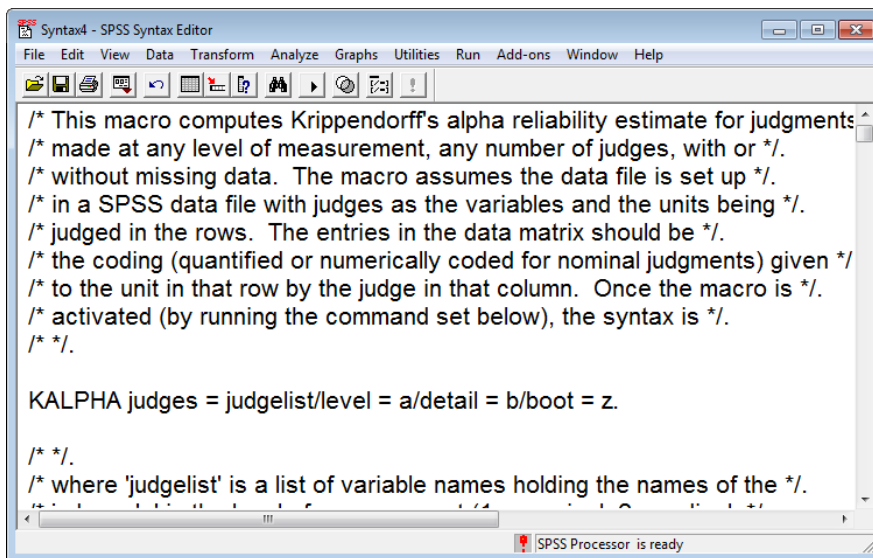 SPSS
Syntax4 - SPSS Syntax Editor
File Edit View Data Transform Analyze Graphs Utilities Run Add-ons Window Help
/* This macro computes Krippendorff's alpha reliability estimate for judgments
/* made at any level of measurement, any number of judges, with or */.
/* without missing data.  The macro assumes the data file is set up */.
/* in a SPSS data file with judges as the variables and the units being */.
/* judged in the rows.  The entries in the data matrix should be */.
/* the coding (quantified or numerically coded for nominal judgments) given */
/* to the unit in that row by the judge in that column.  Once the macro is */.
/* activated (by running the command set below), the syntax is */.
/* */.
KALPHA judges = judgelist/level = a/detail = b/boot = z.
/* */.
/* where 'judgelist' is a list of variable names holding the names of the */.
SPSS Processor is ready